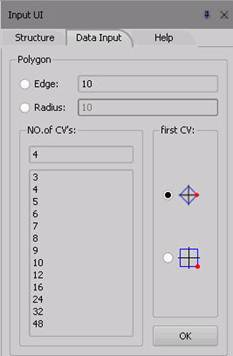 Input UI
Structure Data Input Help
Polygon
Edge: 10
Radius: 10
NO.of CV's: first CV:
4
3
4
5
6
7
8
9
10
12
16
24
32
48
OK